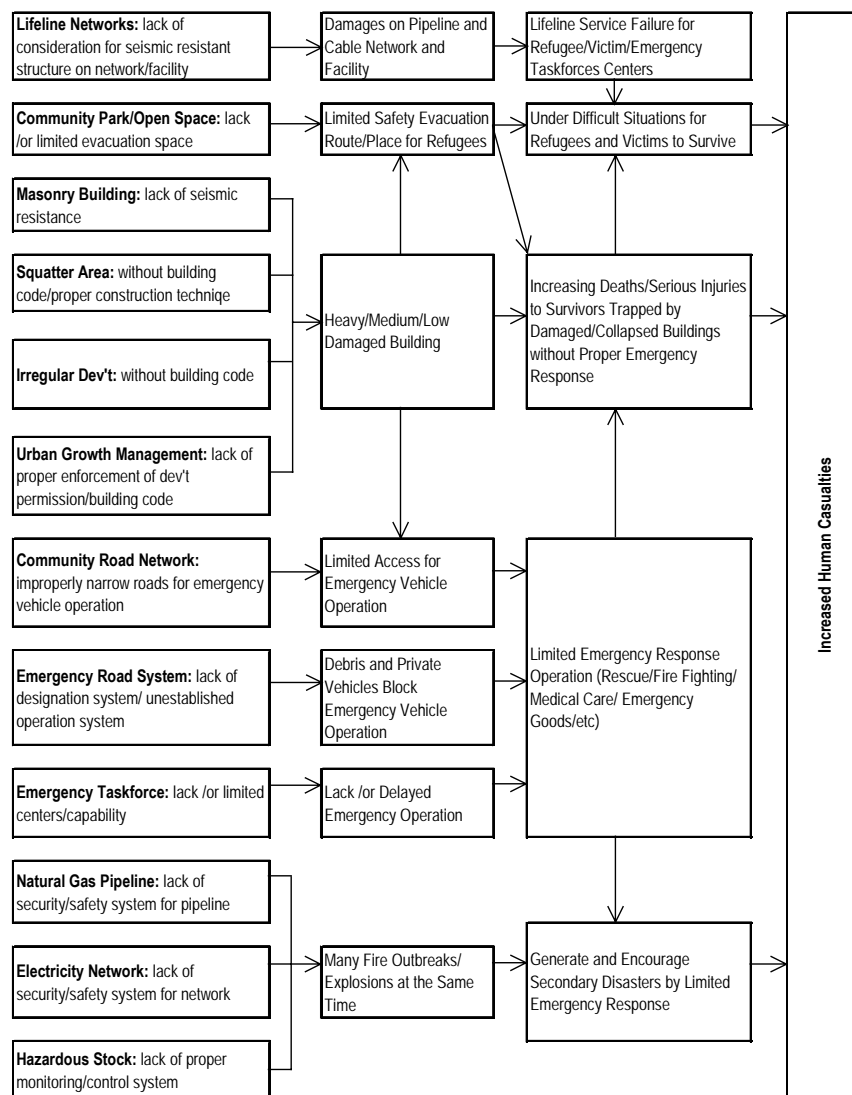 Lifeline Networks: lack of
consideration for seismic resistant
structure on network/facility
Damages on Pipeline and
Cable Network and
Facility
Lifeline Service Failure for
Refugee/Victim/Emergency
Taskforces Centers
Community Park/Open Space: lack
/or limited evacuation space
Limited Safety Evacuation
Route/Place for Refugees
Under Difficult Situations for
Refugees and Victims to Survive
Masonry Building: lack of seismic
resistance
Squatter Area: without building
code/proper construction techniqe
Irregular Dev't: without building code
Urban Growth Management: lack of
proper enforcement of dev't
permission/building code
Heavy/Medium/Low
Damaged Building
Increasing Deaths/Serious Injuries
to Survivors Trapped by
Damaged/Collapsed Buildings
without Proper Emergency
Response
Community Road Network:
improperly narrow roads for emergency
vehicle operation
Limited Access for
Emergency Vehicle
Operation
Emergency Road System: lack of
designation system/ unestablished
operation system
Debris and Private
Vehicles Block
Emergency Vehicle
Operation
Limited Emergency Response
Operation (Rescue/Fire Fighting/
Medical Care/ Emergency
Goods/etc)
Emergency Taskforce: lack /or limited
centers/capability
Lack /or Delayed
Emergency Operation
Natural Gas Pipeline: lack of
security/safety system for pipeline
Electricity Network: lack of
security/safety system for network
Hazardous Stock: lack of proper
monitoring/control system
Many Fire Outbreaks/
Explosions at the Same
Time
Generate and Encourage
Secondary Disasters by Limited
Emergency Response
Increased Human Casualties